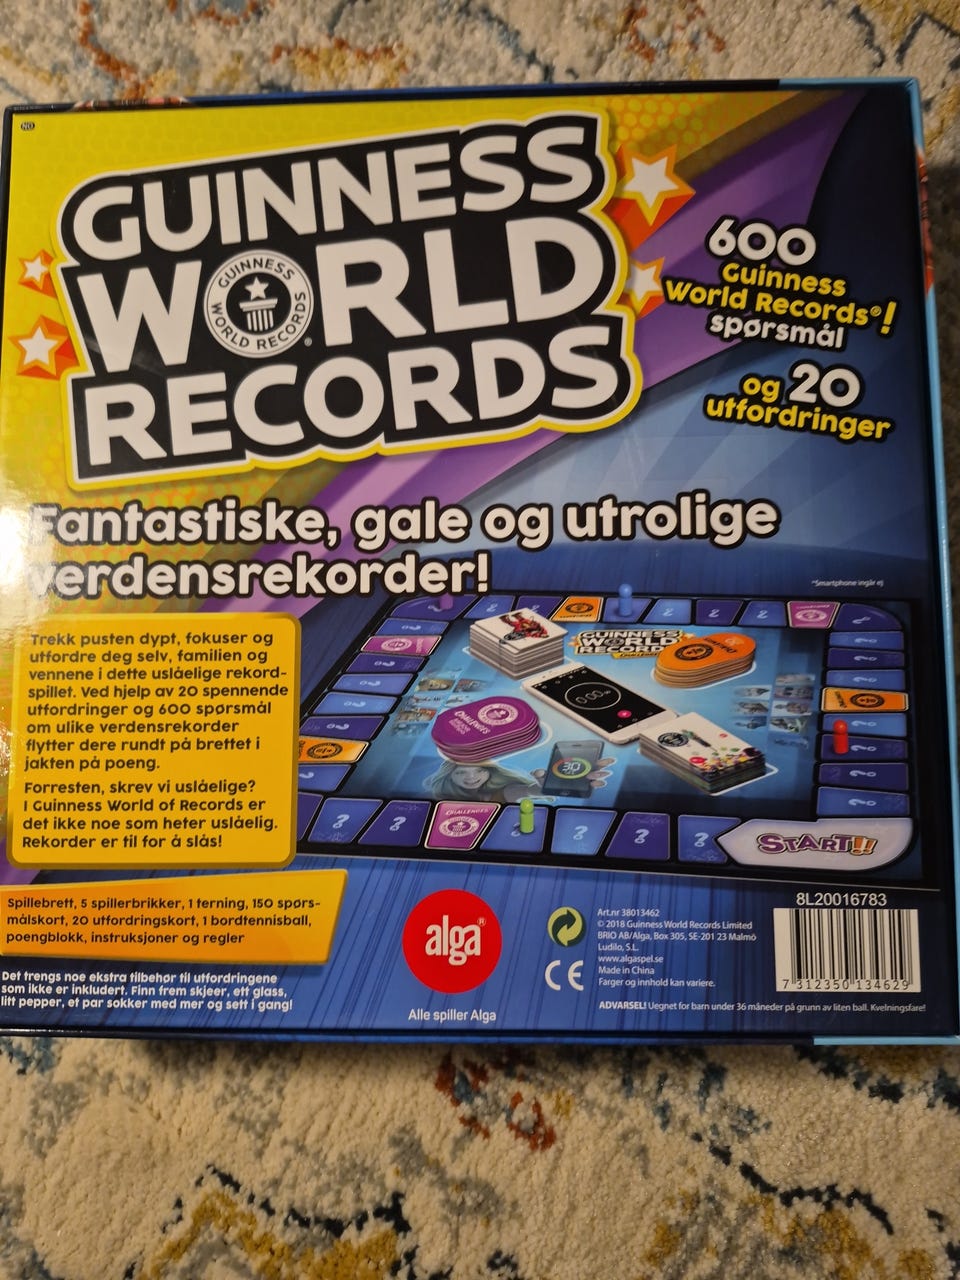 NO
GUINNESS
WORLD
RECORDS
GUINNESS
WORLD RECORDS
®
600
Guinness
World Records®!
spørsmål
og 20
utfordringer
Fantastiske, gale og utrolige
verdensrekorder!
*Smartphone ingår ej
Trekk pusten dypt, fokuser og
utfordre deg selv, familien og
vennene i dette uslåelige rekord-
spillet. Ved hjelp av 20 spennende
utfordringer og 600 spørsmål
om ulike verdensrekorder
flytter dere rundt på brettet i
jakten på poeng.
Forresten, skrev vi uslåelige?
I Guinness World of Records er
det ikke noe som heter uslåelig.
Rekorder er til for å slås!
GUINNESS
WORLD
RECORDS
CHALLENGES
0:00
30
CHALLENGES
START!!
Spillebrett, 5 spillerbrikker, 1 terning, 150 spørs-
målskort, 20 utfordringskort, 1 bordtennisball,
poengblokk, instruksjoner og regler
Det trengs noe ekstra tilbehør til utfordringene
som ikke er inkludert. Finn frem skjeer, ett glass,
litt pepper, et par sokker med mer og sett i gang!
alga®
Alle spiller Alga
CE
Art.nr 38013462
© 2018 Guinness World Records Limited
BRIO AB/Alga, Box 305, SE-201 23 Malmö
Ludilo, S.L.
www.algaspel.se
Made in China
Farger og innhold kan variere.
ADVARSEL! Uegnet for barn under 36 måneder på grunn av liten ball. Kvelningsfare!
8L20016783
7 312350 134629